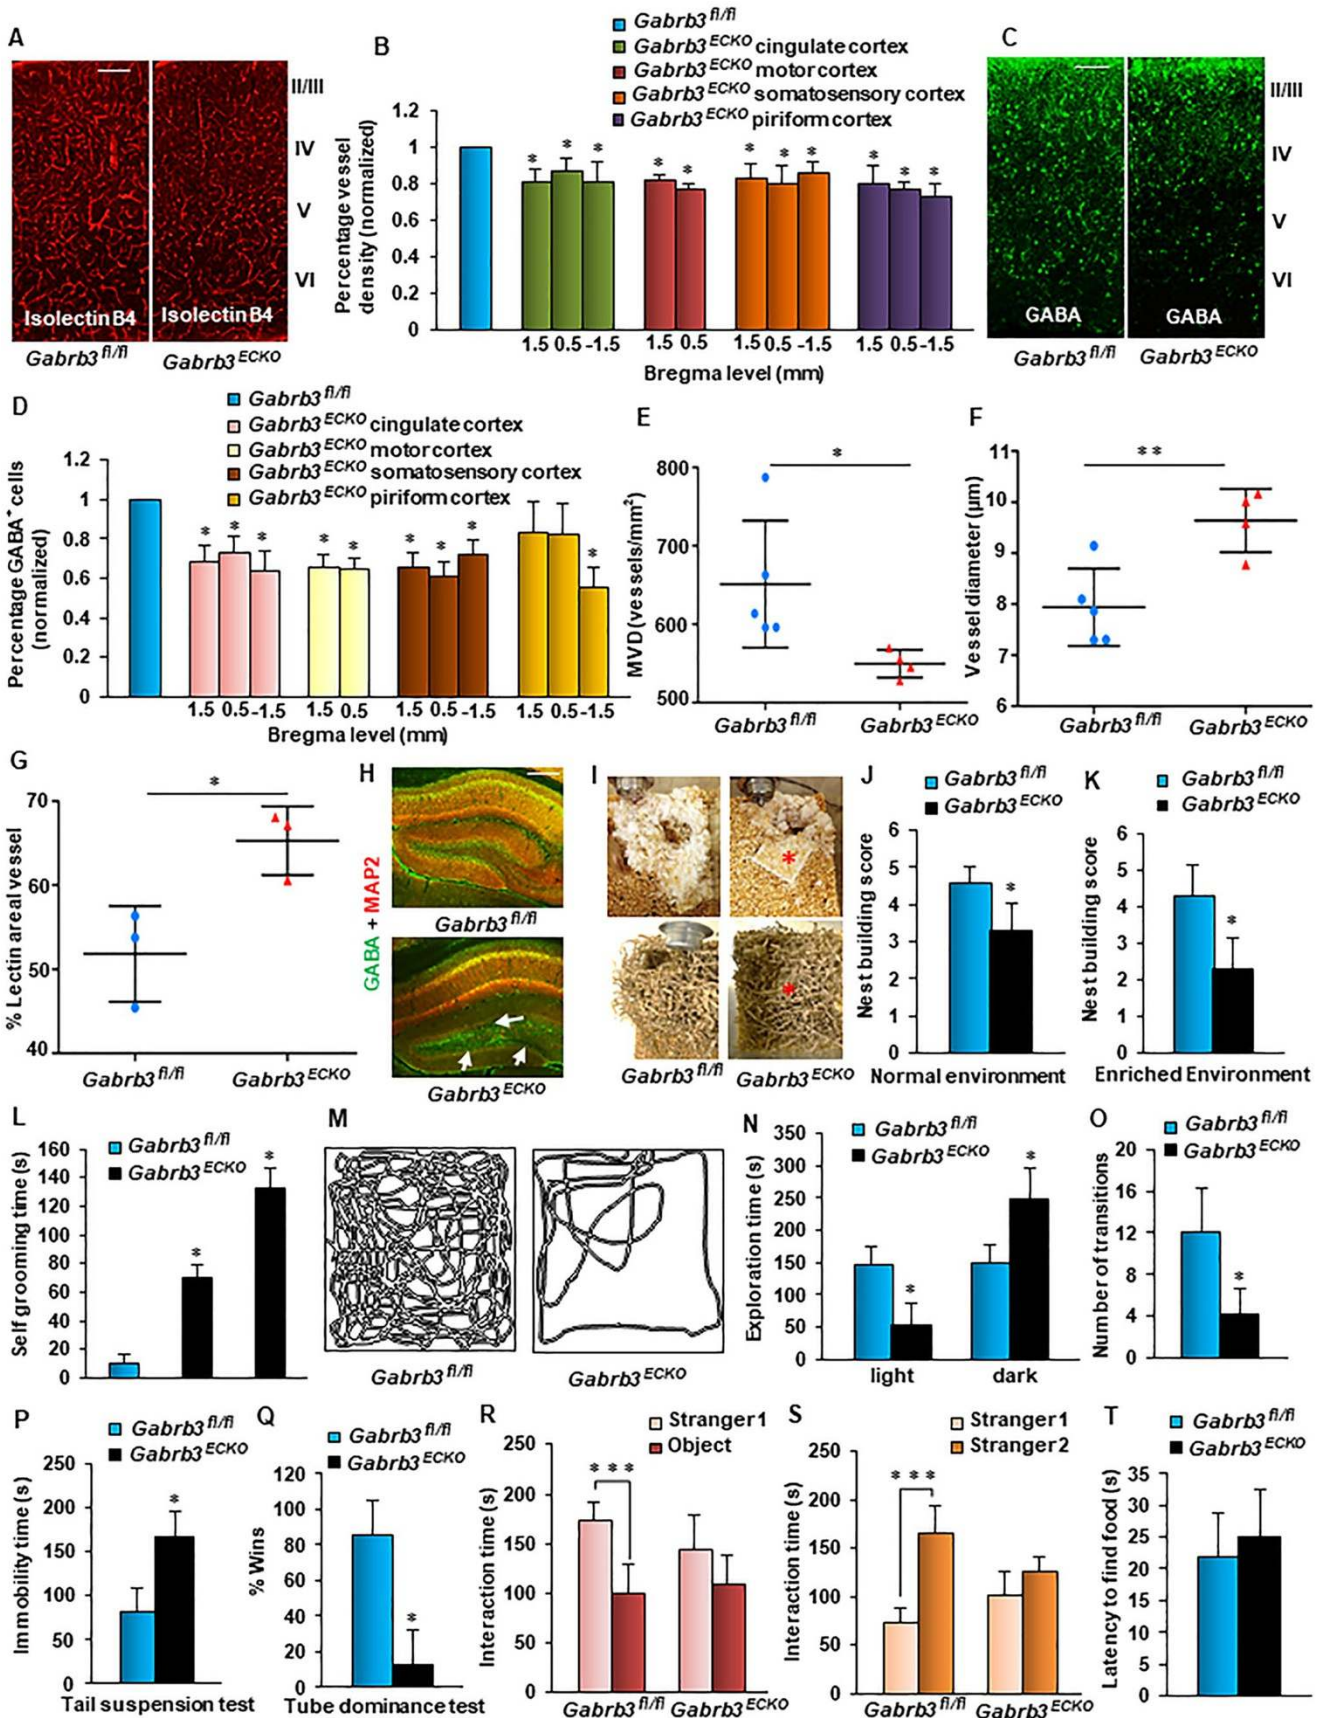 A
II/III
IV
V
VI
Isolectin B4
Isolectin B4
Gabrb3 fl/fl
Gabrb3 ECKO
B
Gabrb3 fl/fl
Gabrb3 ECKO cingulate cortex
Gabrb3 ECKO motor cortex
Gabrb3 ECKO somatosensory cortex
Gabrb3 ECKO piriform cortex
Percentage vessel
density (normalized)
1.2
1
0.8
0.6
0.4
0.2
0
* * * * * * * * * * *
1.5 0.5 -1.5 1.5 0.5 1.5 0.5 -1.5 1.5 0.5 -1.5
Bregma level (mm)
C
II/III
IV
V
VI
GABA
GABA
Gabrb3 fl/fl
Gabrb3 ECKO
D
Gabrb3 fl/fl
Gabrb3 ECKO cingulate cortex
Gabrb3 ECKO motor cortex
Gabrb3 ECKO somatosensory cortex
Gabrb3 ECKO piriform cortex
Percentage GABA+ cells
(normalized)
1.2
1
0.8
0.6
0.4
0.2
0
* * * * * * * * *
1.5 0.5 -1.5 1.5 0.5 1.5 0.5 -1.5 1.5 0.5 -1.5
Bregma level (mm)
E
MVD (vessels/mm2)
800
700
600
500
*
Gabrb3 fl/fl
Gabrb3 ECKO
F
Vessel diameter (µm)
11
10
9
8
7
6
**
Gabrb3 fl/fl
Gabrb3 ECKO
G
% Lectin areal vessel
70
60
50
40
*
Gabrb3 fl/fl
Gabrb3 ECKO
H
GABA + MAP2
Gabrb3 fl/fl
Gabrb3 ECKO
I
*
*
Gabrb3 fl/fl
Gabrb3 ECKO
J
Gabrb3 fl/fl
Gabrb3 ECKO
Nest building score
6
5
4
3
2
1
0
*
Normal environment
K
Gabrb3 fl/fl
Gabrb3 ECKO
Nest building score
6
5
4
3
2
1
0
*
Enriched Environment
L
Gabrb3 fl/fl
Gabrb3 ECKO
Self grooming time (s)
160
140
120
100
80
60
40
20
0
*
*
M
Gabrb3 fl/fl
Gabrb3 ECKO
N
Gabrb3 fl/fl
Gabrb3 ECKO
Exploration time (s)
350
300
250
200
150
100
50
0
*
*
light
dark
O
Gabrb3 fl/fl
Gabrb3 ECKO
Number of transitions
20
16
12
8
4
0
*
P
Gabrb3 fl/fl
Gabrb3 ECKO
Immobility time (s)
250
200
150
100
50
0
*
Tail suspension test
Q
Gabrb3 fl/fl
Gabrb3 ECKO
% Wins
120
100
80
60
40
20
0
*
Tube dominance test
R
Stranger1
Object
Interaction time (s)
250
200
150
100
50
0
***
Gabrb3 fl/fl
Gabrb3 ECKO
S
Stranger1
Stranger2
Interaction time (s)
250
200
150
100
50
0
***
Gabrb3 fl/fl
Gabrb3 ECKO
T
Gabrb3 fl/fl
Gabrb3 ECKO
Latency to find food (s)
35
30
25
20
15
10
5
0